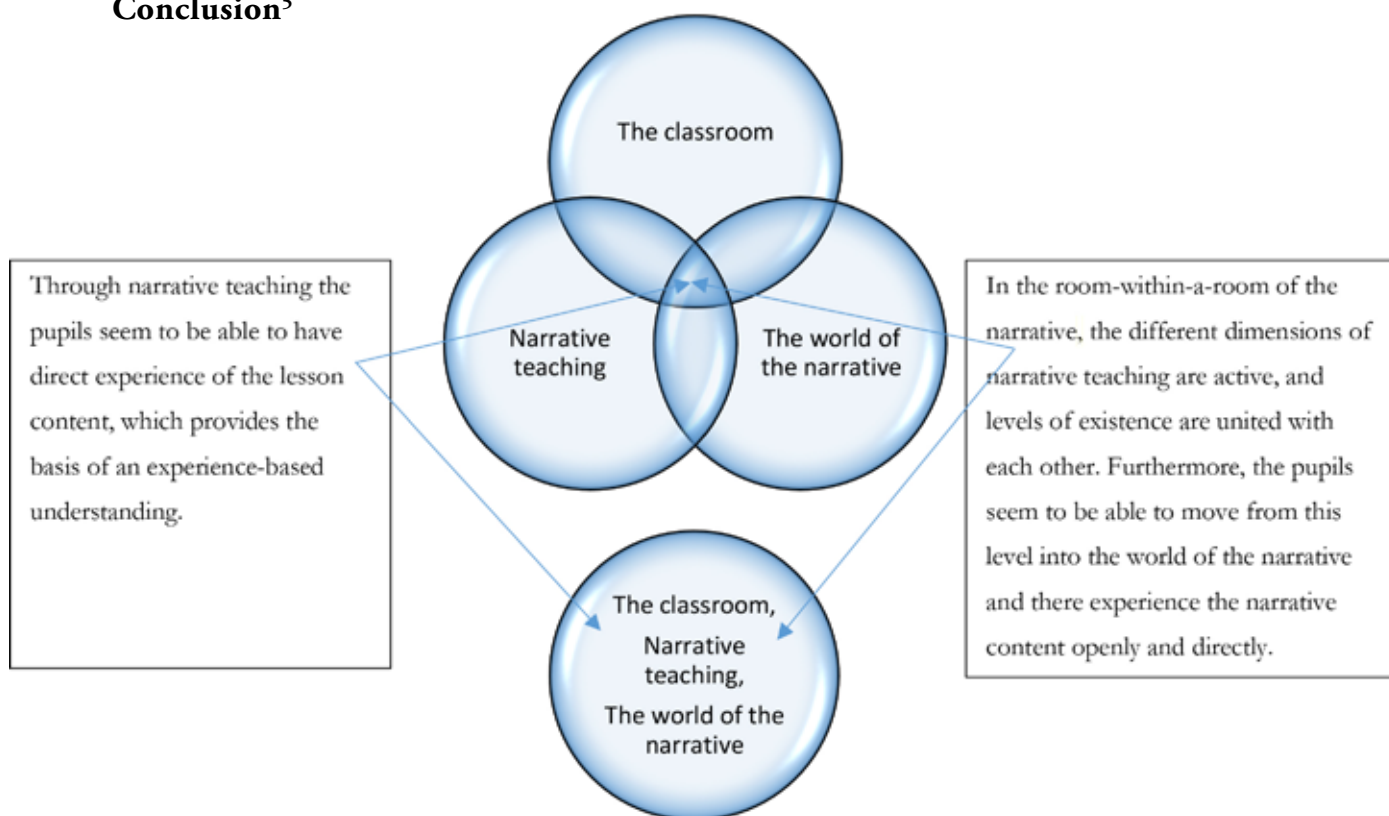 Conclusion⁵
The classroom
Narrative
teaching
The world of
the narrative
Through narrative teaching the
pupils seem to be able to have
direct experience of the lesson
content, which provides the
basis of an experience-based
understanding.
In the room-within-a-room of the
narrative, the different dimensions of
narrative teaching are active, and
levels of existence are united with
each other. Furthermore, the pupils
seem to be able to move from this
level into the world of the narrative
and there experience the narrative
content openly and directly.
The classroom,
Narrative
teaching,
The world of the
narrative